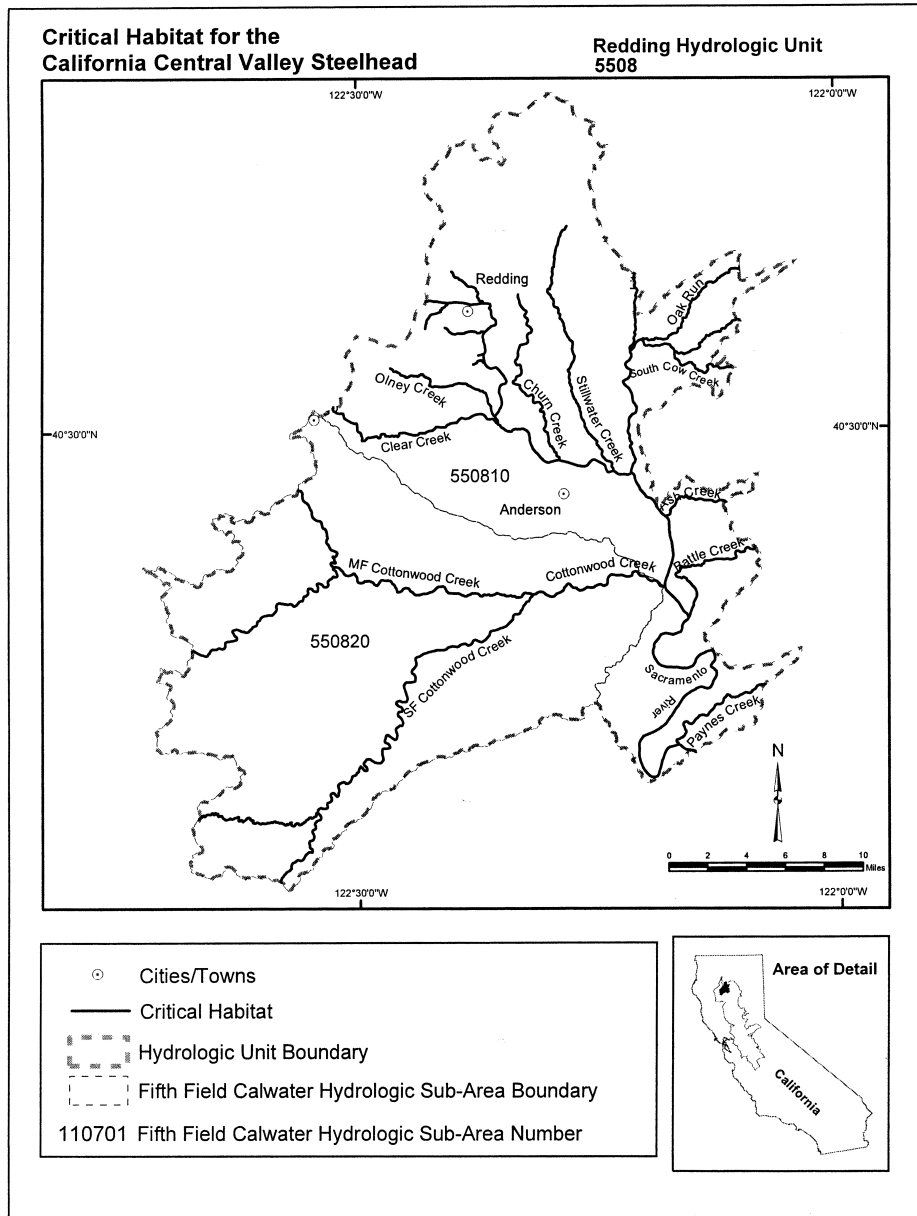 Critical Habitat for the
California Central Valley Steelhead
Redding Hydrologic Unit
5508
122°30'0"W
122°0'0"W
Redding
Oak Run
South Cow Creek
Olney Creek
Churn Creek
Stillwater Creek
40°30'0"N
40°30'0"N
Clear Creek
550810
Ash Creek
Anderson
Battle Creek
MF Cottonwood Creek
Cottonwood Creek
550820
SF Cottonwood Creek
Sacramento
River
Paynes Creek
N
0 2 4 6 8 10
Miles
122°30'0"W
122°0'0"W
Cities/Towns
Critical Habitat
Hydrologic Unit Boundary
Fifth Field Calwater Hydrologic Sub-Area Boundary
110701 Fifth Field Calwater Hydrologic Sub-Area Number
Area of Detail
California